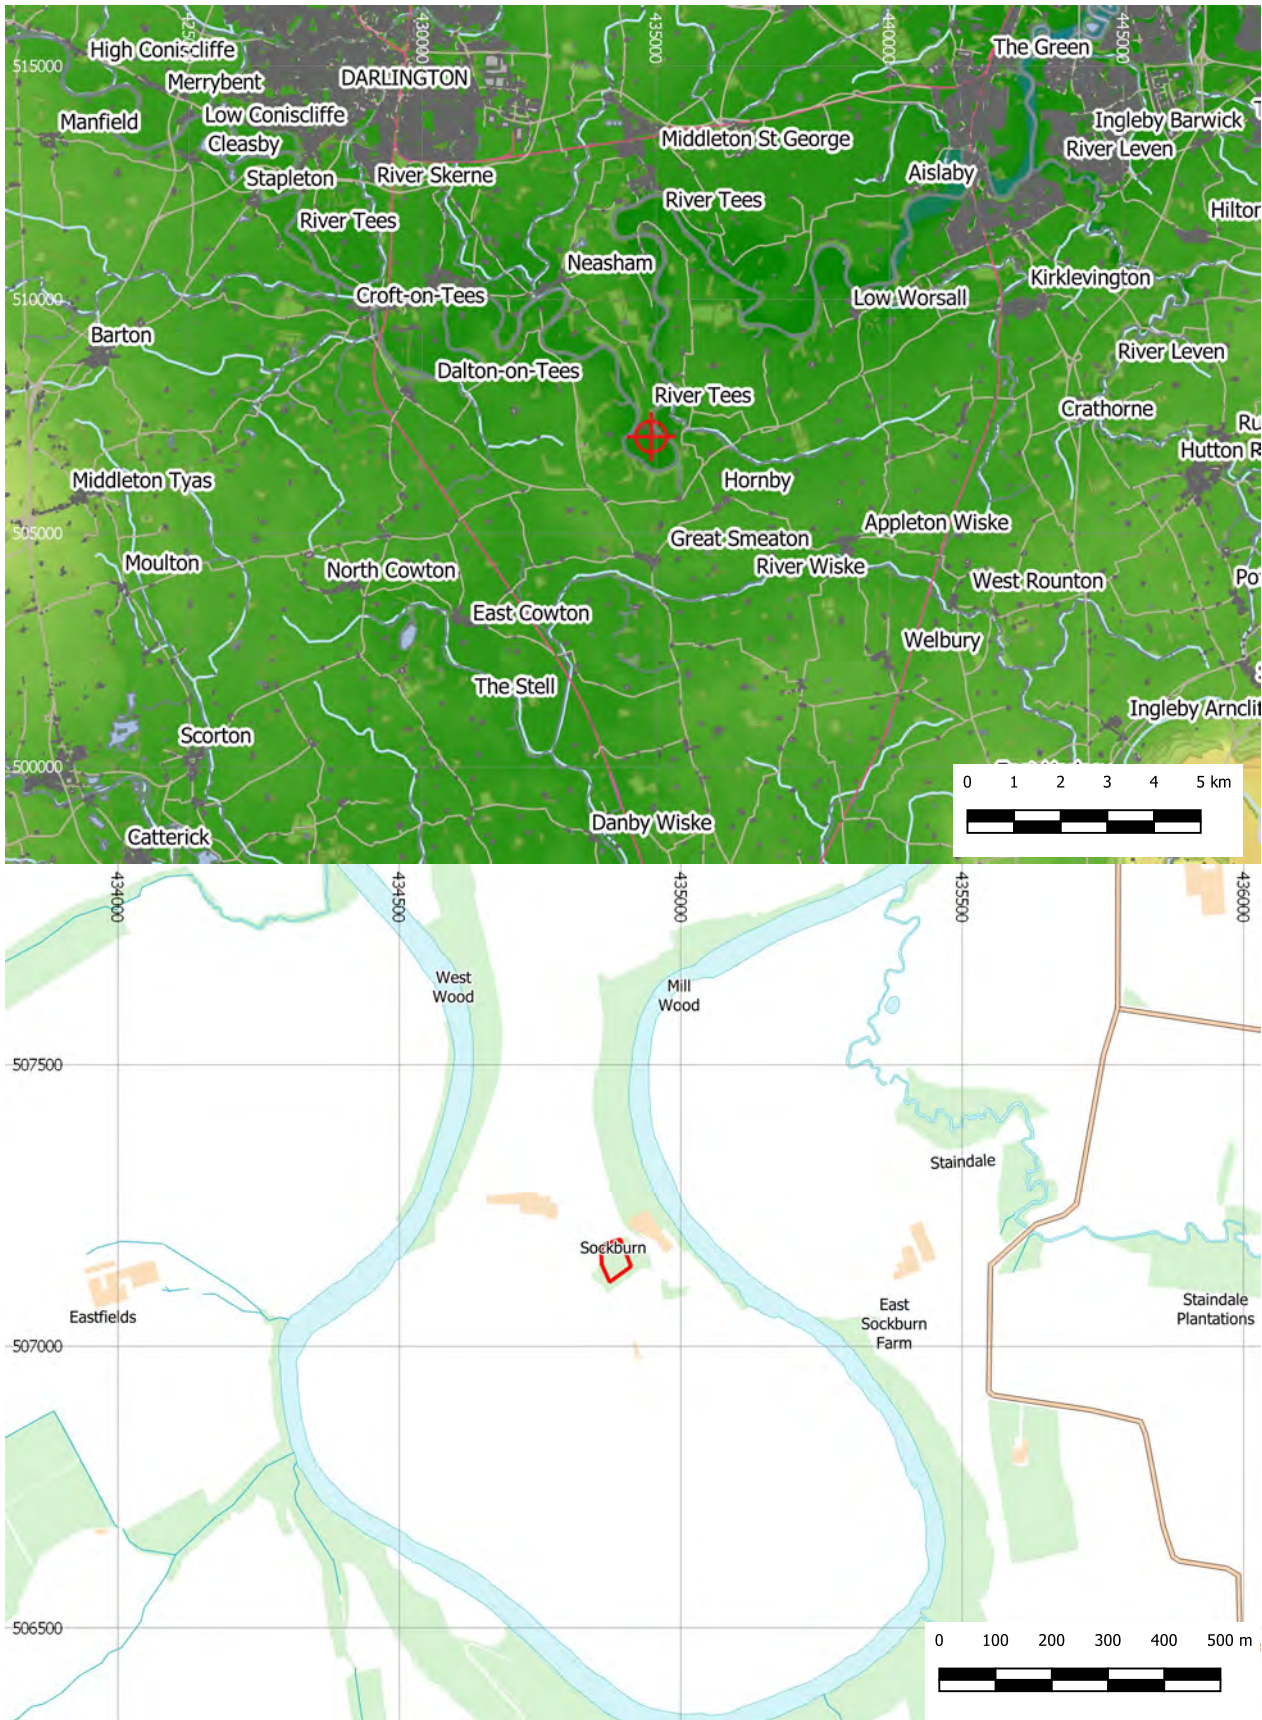 430000
435000
445000
High Coniscliffe
The Green
515000
DARLINGTON
Merrybent
Low Coniscliffe
Manfield
Ingleby Barwick
Cleasby
Middleton St George
River Leven
Stapleton
River Skerne
Aislaby
River Tees
River Tees
Hilton
Neasham
Kirklevington
510000
Croft-on-Tees
Low Worsall
Barton
River Leven
Dalton-on-Tees
River Tees
Crathorne
Middleton Tyas
Hornby
505000
Appleton Wiske
Great Smeaton
Moulton
North Cowton
River Wiske
West Rounton
East Cowton
Welbury
The Stell
Scorton
500000
Danby Wiske
Catterick
0 1 2 3 4 5 km
434000
434500
435000
435500
436000
West
Wood
Mill
Wood
507500
Staindale
Sockburn
Eastfields
East
Sockburn
Farm
Staindale
Plantations
507000
506500
0 100 200 300 400 500 m